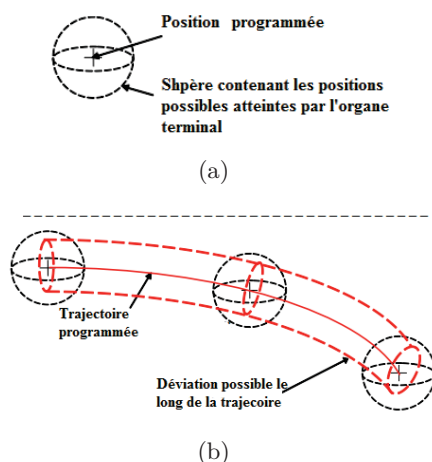 Position programmée
Shpère contenant les positions
possibles atteintes par l'organe
terminal
(a)
Trajectoire
programmée
Déviation possible le
long de la trajecoire
(b)